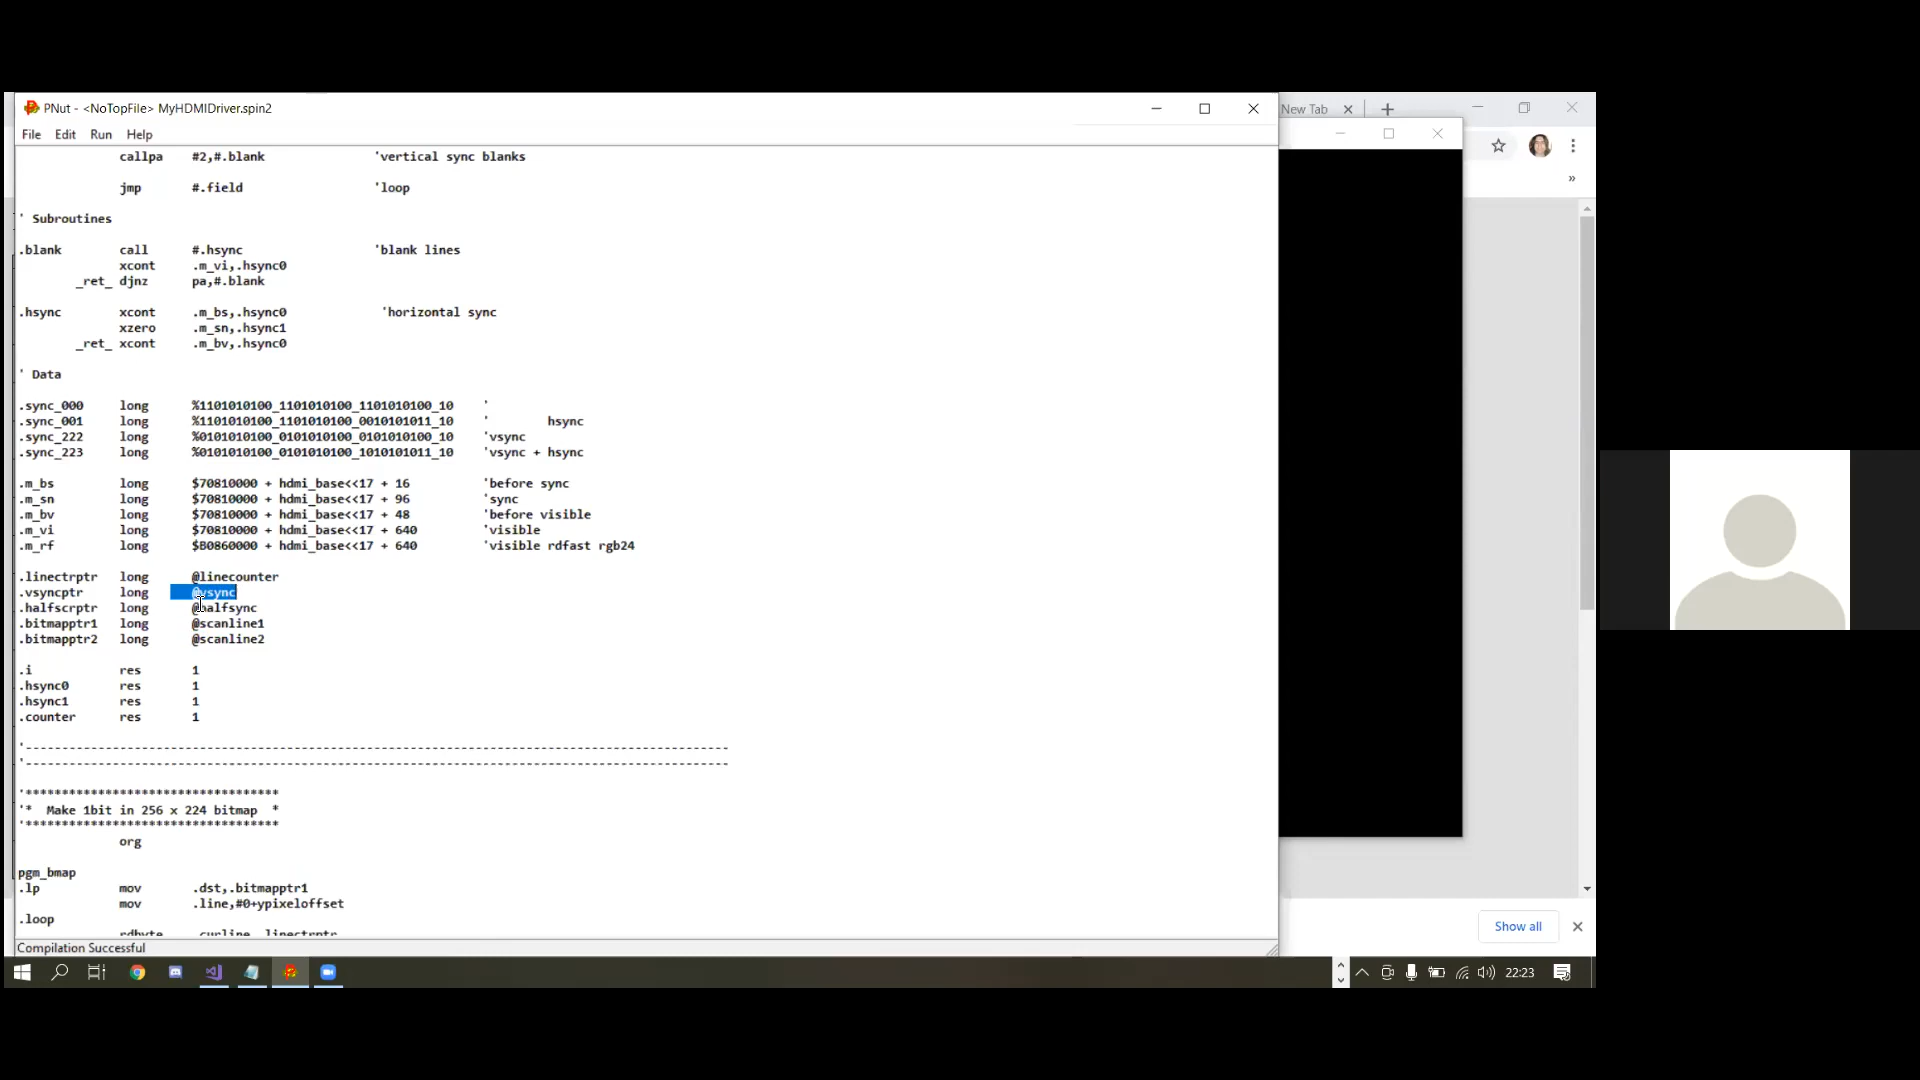 PNut - <NoTopFile> MyHDMIDriver.spin2
New Tab
File Edit Run Help
callpa #2,#.blank 'vertical sync blanks
jmp #.field 'loop
' Subroutines
.blank call #.hsync 'blank lines
xcont .m_vi,.hsync0
_ret_ djnz pa,#.blank
.hsync xcont .m_bs,.hsync0 'horizontal sync
xzero .m_sn,.hsync1
_ret_ xcont .m_bv,.hsync0
' Data
.sync_000 long %1101010100_1101010100_1101010100_10 '
.sync_001 long %1101010100_1101010100_0010101011_10 ' hsync
.sync_222 long %0101010100_0101010100_0101010100_10 'vsync
.sync_223 long %0101010100_0101010100_1010101011_10 'vsync + hsync
.m_bs long $70810000 + hdmi_base<<17 + 16 'before sync
.m_sn long $70810000 + hdmi_base<<17 + 96 'sync
.m_bv long $70810000 + hdmi_base<<17 + 48 'before visible
.m_vi long $70810000 + hdmi_base<<17 + 640 'visible
.m_rf long $B0860000 + hdmi_base<<17 + 640 'visible rdfast rgb24
.linectrptr long @linecounter
.vsyncptr long @vsync
.halfscrptr long @halfsync
.bitmapptr1 long @scanline1
.bitmapptr2 long @scanline2
.i res 1
.hsync0 res 1
.hsync1 res 1
.counter res 1
'-------------------------------------------------------------------------------------------------
'-------------------------------------------------------------------------------------------------
'***********************************
'* Make 1bit in 256 x 224 bitmap *
'***********************************
org
pgm_bmap
.lp mov .dst,.bitmapptr1
mov .line,#0+ypixeloffset
.loop
rdbyte .curline,.linectrptr
Compilation Successful
Show all
22:23